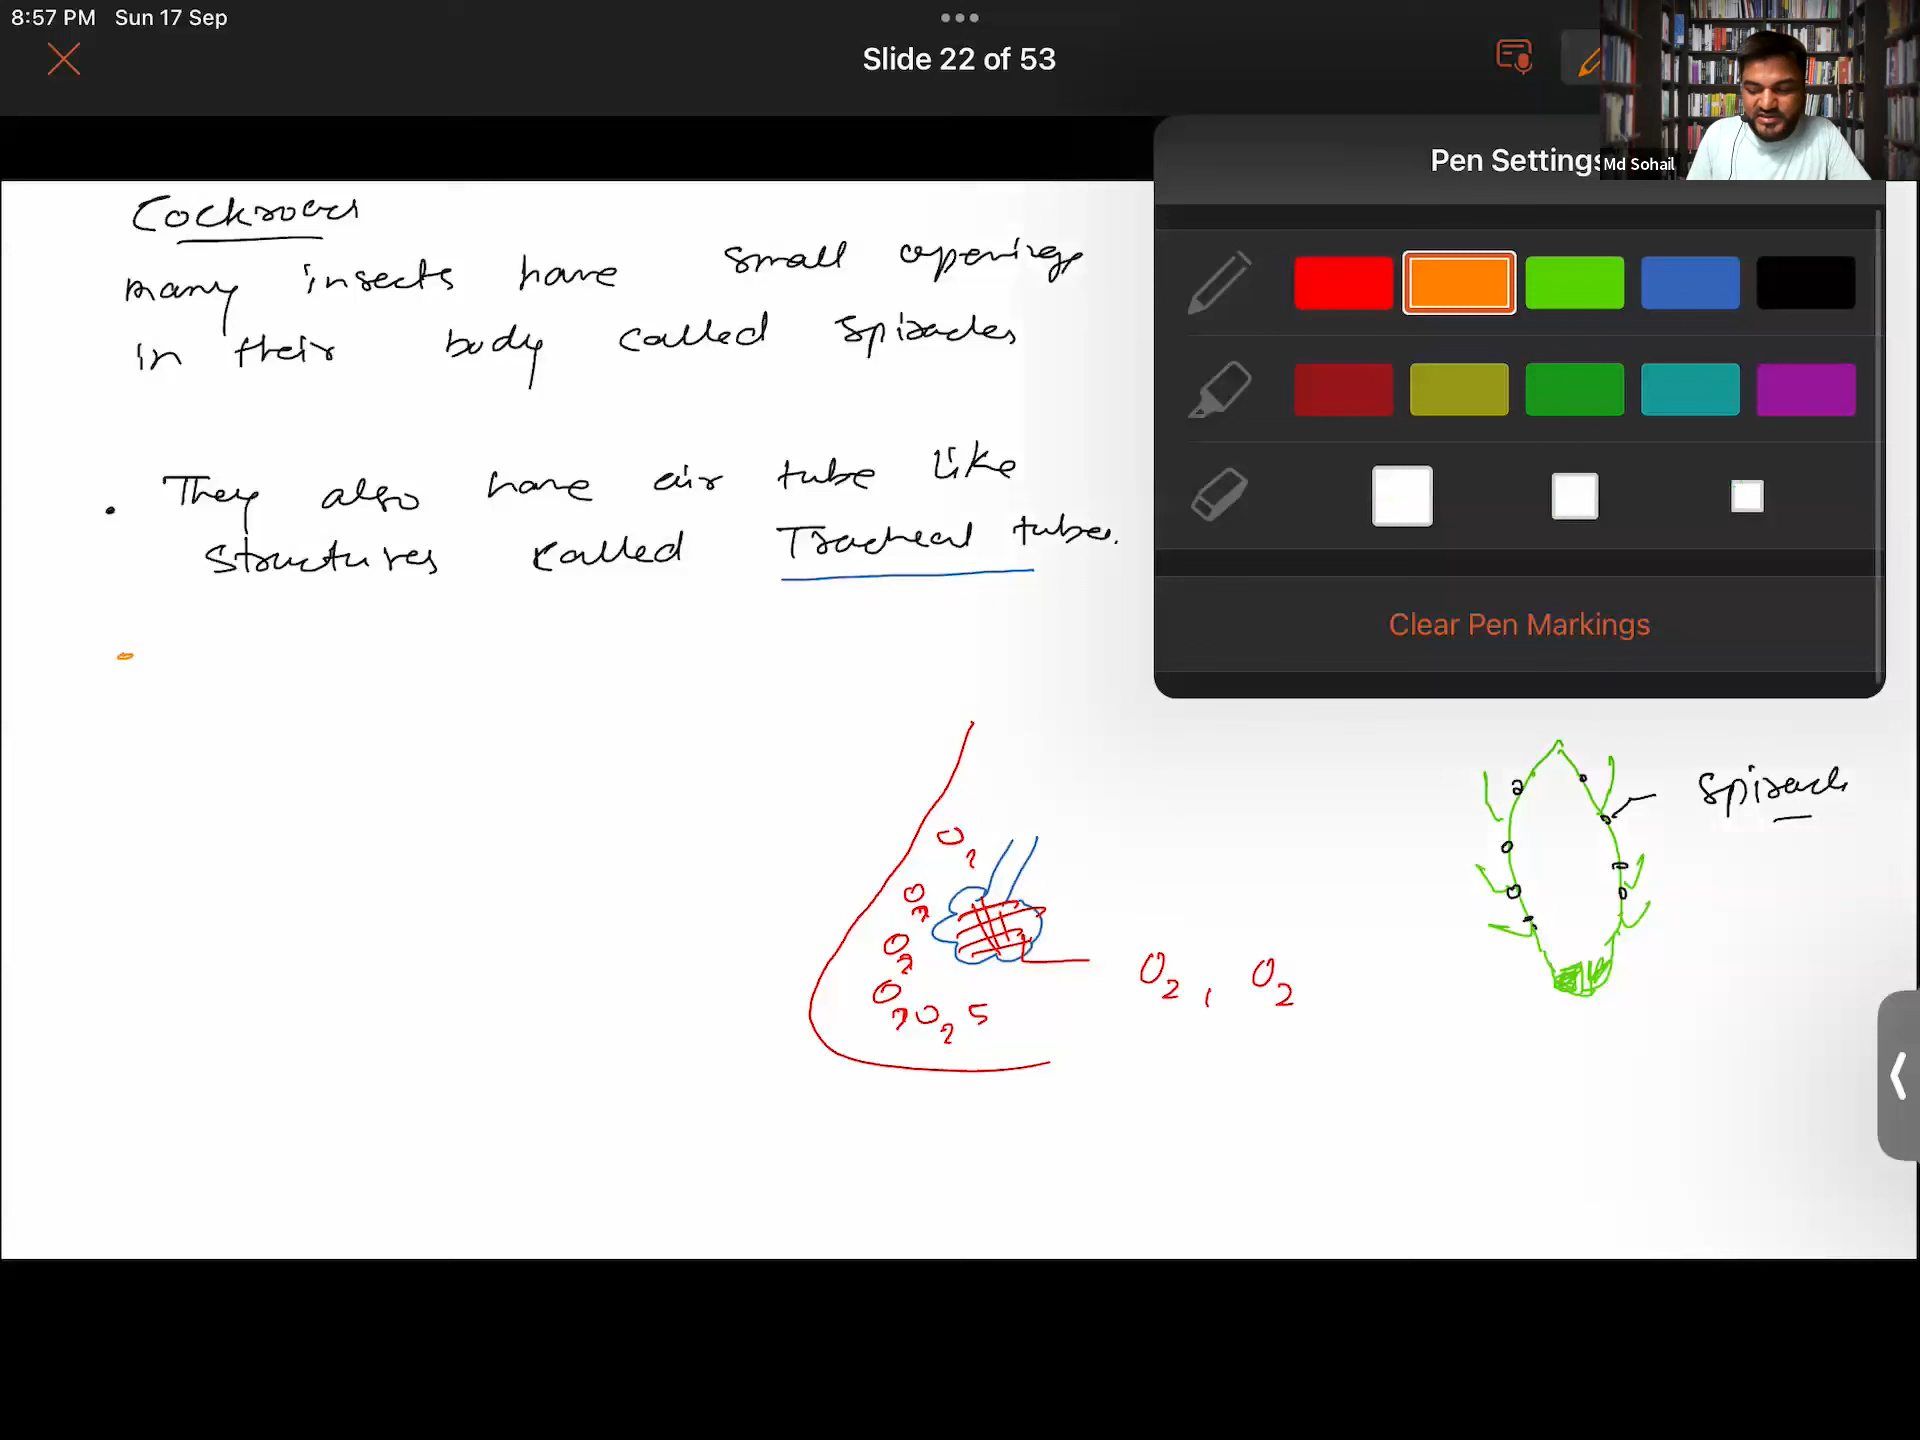 8:57 PM Sun 17 Sep
Slide 22 of 53
Pen Settings
Md Sohail
Cockroach
many insects have small openings
in their body called spiracles
• They also have air tube like
structures called Tracheal tubes.
Clear Pen Markings
Spiracle
O2
O2
O2
O2
O2
O2 , O2